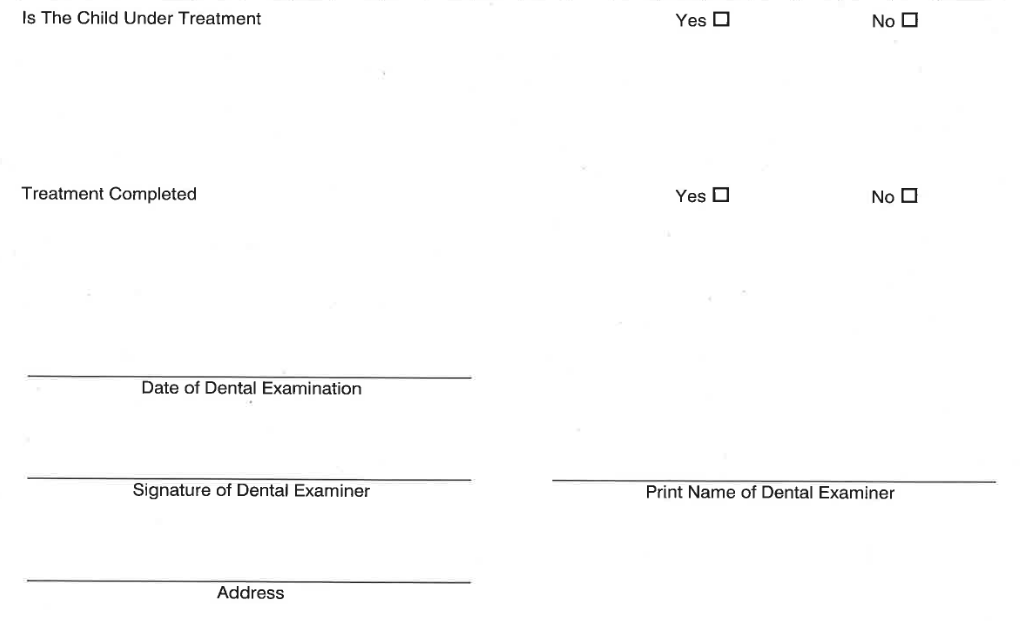 Is The Child Under Treatment Yes ☐ No ☐
Treatment Completed Yes ☐ No ☐
Date of Dental Examination
Signature of Dental Examiner Print Name of Dental Examiner
Address